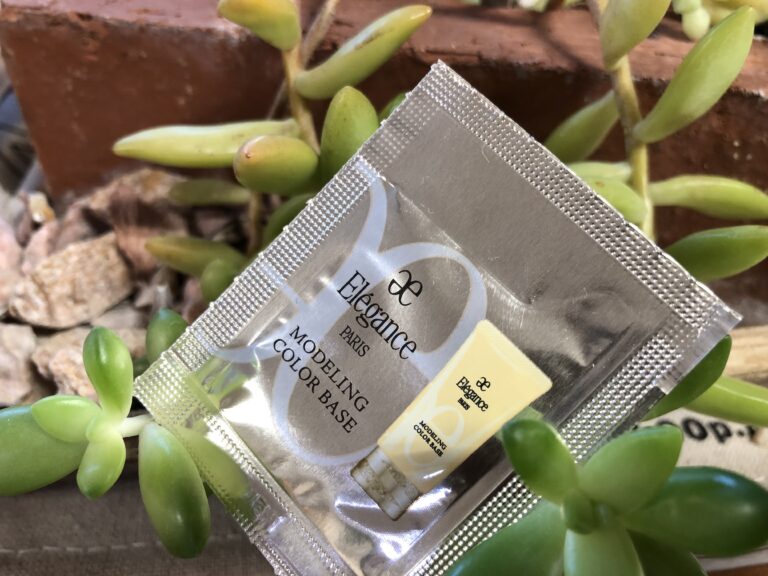 æ
Elégance
PARIS
MODELING
COLOR BASE
æ
Elégance
PARIS
MODELING
COLOR BASE